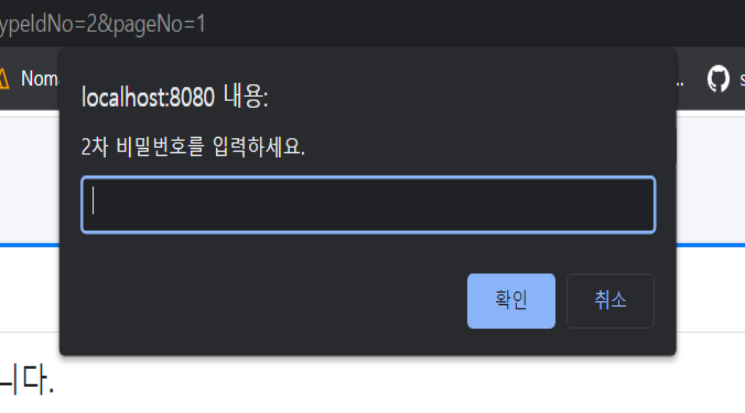 ypeIdNo=2&pageNo=1
Nom
..
s
localhost:8080 내용:
2차 비밀번호를 입력하세요.
확인
취소
니다.